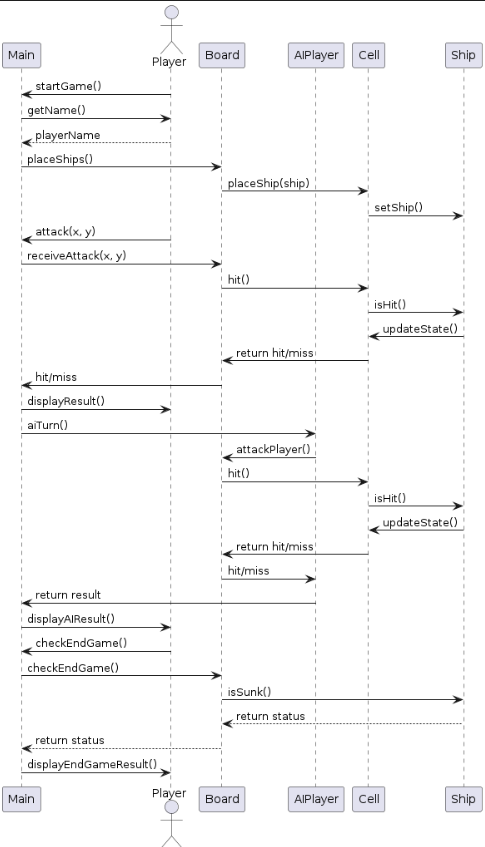 Player
Main
Board
AIPlayer
Cell
Ship
startGame()
getName()
playerName
placeShips()
placeShip(ship)
setShip()
attack(x, y)
receiveAttack(x, y)
hit()
isHit()
updateState()
return hit/miss
hit/miss
displayResult()
aiTurn()
attackPlayer()
hit()
isHit()
updateState()
return hit/miss
hit/miss
return result
displayAIResult()
checkEndGame()
checkEndGame()
isSunk()
return status
return status
displayEndGameResult()
Main
Player
Board
AIPlayer
Cell
Ship